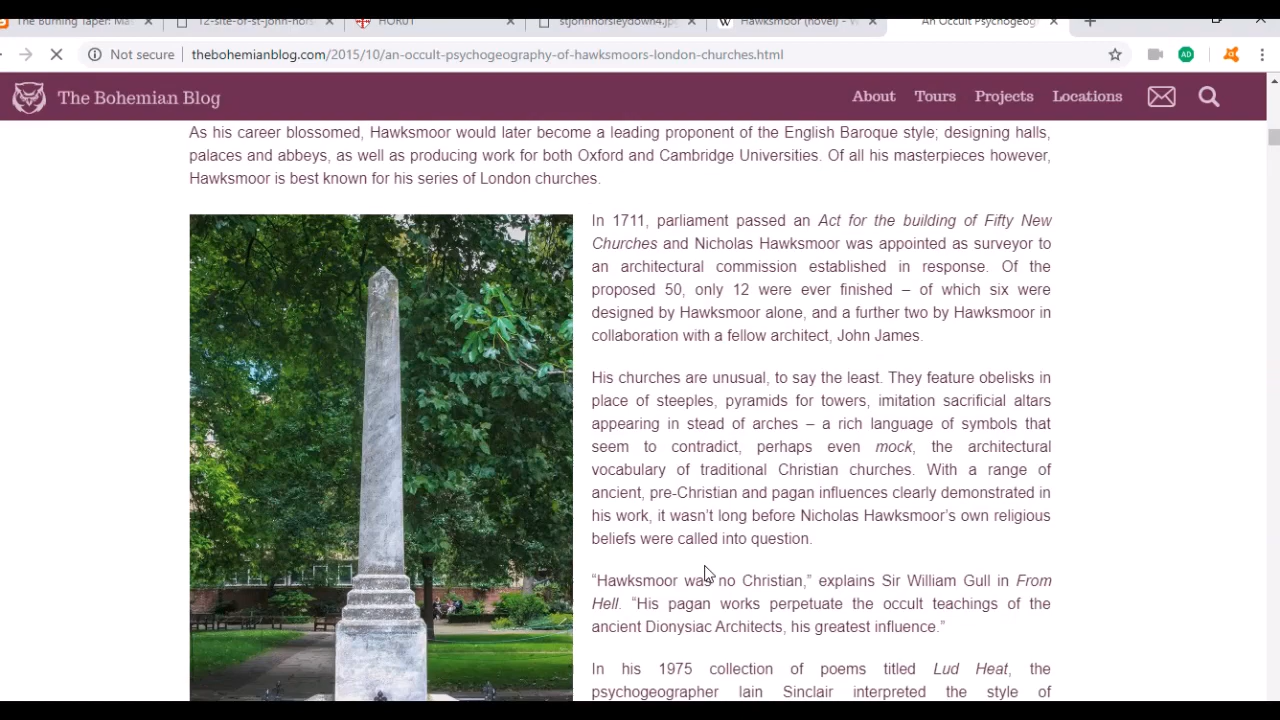 The Burning Taper: Ma
12-site-of-st-john-hors
HOR01
stjohnhorsleydown4.jp
Hawksmoor (novel) - W
An Occult Psychogeog
Not secure
thebohemianblog.com/2015/10/an-occult-psychogeography-of-hawksmoors-london-churches.html
AD
The Bohemian Blog
About Tours Projects Locations
As his career blossomed, Hawksmoor would later become a leading proponent of the English Baroque style; designing halls,
palaces and abbeys, as well as producing work for both Oxford and Cambridge Universities. Of all his masterpieces however,
Hawksmoor is best known for his series of London churches.
In 1711, parliament passed an Act for the building of Fifty New
Churches and Nicholas Hawksmoor was appointed as surveyor to
an architectural commission established in response. Of the
proposed 50, only 12 were ever finished – of which six were
designed by Hawksmoor alone, and a further two by Hawksmoor in
collaboration with a fellow architect, John James.
His churches are unusual, to say the least. They feature obelisks in
place of steeples, pyramids for towers, imitation sacrificial altars
appearing in stead of arches – a rich language of symbols that
seem to contradict, perhaps even mock, the architectural
vocabulary of traditional Christian churches. With a range of
ancient, pre-Christian and pagan influences clearly demonstrated in
his work, it wasn't long before Nicholas Hawksmoor's own religious
beliefs were called into question.
“Hawksmoor was no Christian,” explains Sir William Gull in From
Hell. “His pagan works perpetuate the occult teachings of the
ancient Dionysiac Architects, his greatest influence.”
In his 1975 collection of poems titled Lud Heat, the
psychogeographer Iain Sinclair interpreted the style of